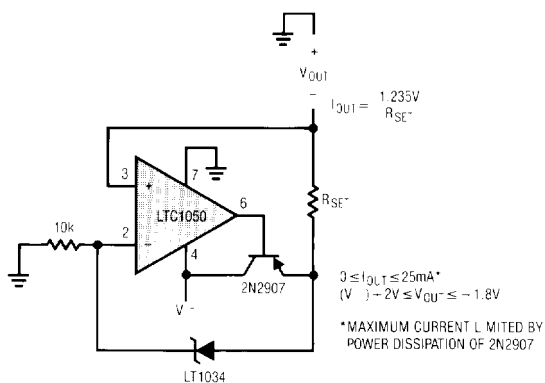 +
VOUT
–
IOUT = 1.235V
RSET
3
+
7
LTC1050
6
RSET
10k
2
–
4
2N2907
V –
0 ≤ IOUT ≤ 25mA*
(V –) + 2V ≤ VOUT ≤ – 1.8V
*MAXIMUM CURRENT LIMITED BY
POWER DISSIPATION OF 2N2907
LT1034